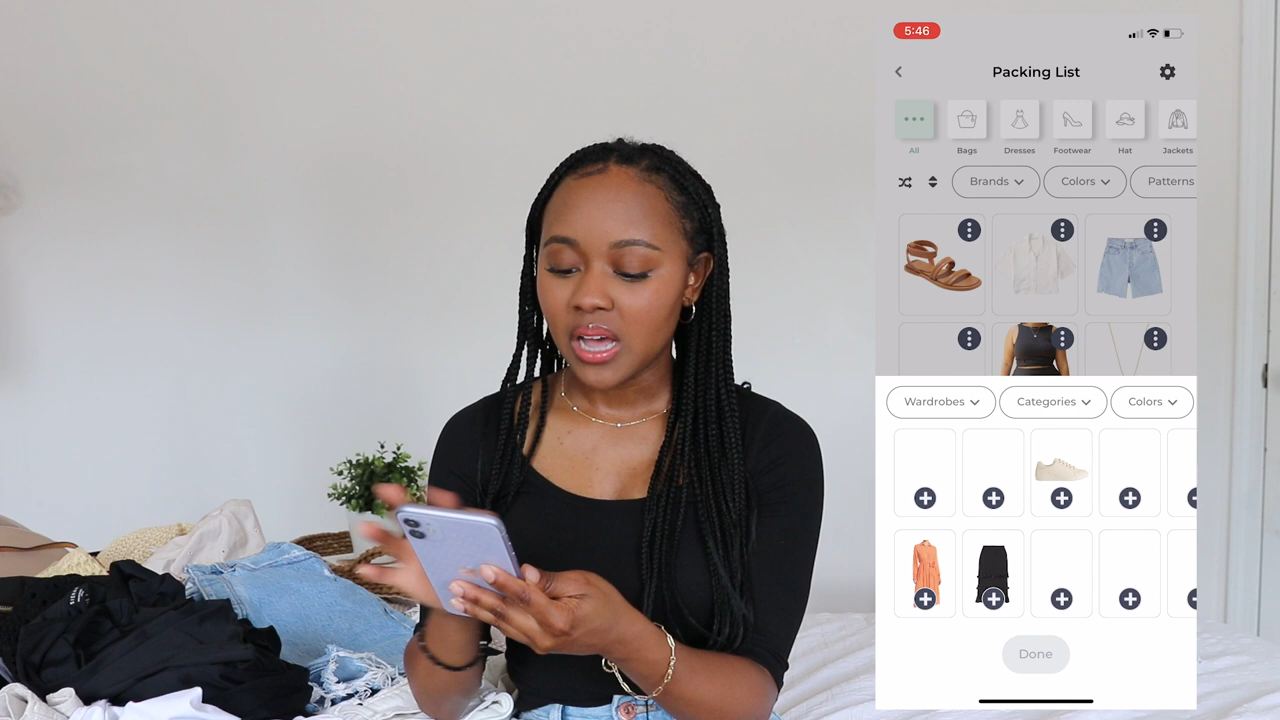 5:46
Packing List
All
Bags
Dresses
Footwear
Hat
Jackets
Brands
Colors
Patterns
Wardrobes
Categories
Colors
Done